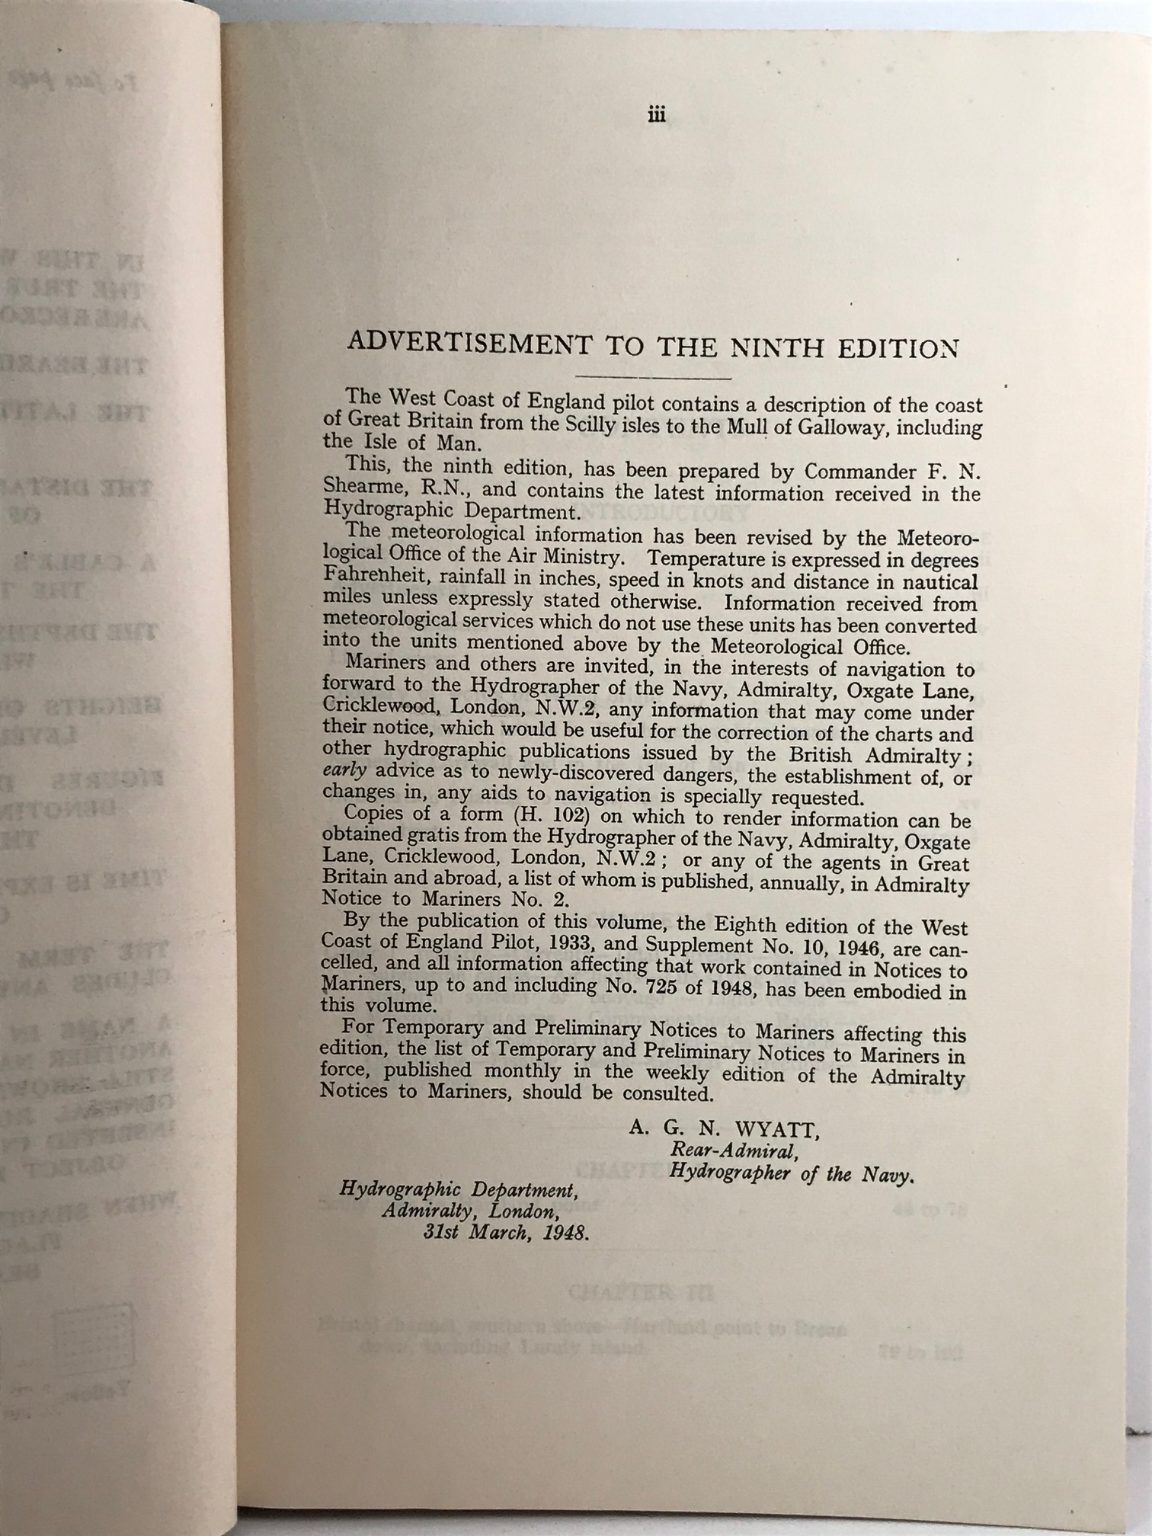 iii
ADVERTISEMENT TO THE NINTH EDITION
The West Coast of England pilot contains a description of the coast
of Great Britain from the Scilly isles to the Mull of Galloway, including
the Isle of Man.
This, the ninth edition, has been prepared by Commander F. N.
Shearme, R.N., and contains the latest information received in the
Hydrographic Department.
The meteorological information has been revised by the Meteoro-
logical Office of the Air Ministry. Temperature is expressed in degrees
Fahrenheit, rainfall in inches, speed in knots and distance in nautical
miles unless expressly stated otherwise. Information received from
meteorological services which do not use these units has been converted
into the units mentioned above by the Meteorological Office.
Mariners and others are invited, in the interests of navigation to
forward to the Hydrographer of the Navy, Admiralty, Oxgate Lane,
Cricklewood, London, N.W.2, any information that may come under
their notice, which would be useful for the correction of the charts and
other hydrographic publications issued by the British Admiralty ;
early advice as to newly-discovered dangers, the establishment of, or
changes in, any aids to navigation is specially requested.
Copies of a form (H. 102) on which to render information can be
obtained gratis from the Hydrographer of the Navy, Admiralty, Oxgate
Lane, Cricklewood, London, N.W.2 ; or any of the agents in Great
Britain and abroad, a list of whom is published, annually, in Admiralty
Notice to Mariners No. 2.
By the publication of this volume, the Eighth edition of the West
Coast of England Pilot, 1933, and Supplement No. 10, 1946, are can-
celled, and all information affecting that work contained in Notices to
Mariners, up to and including No. 725 of 1948, has been embodied in
this volume.
For Temporary and Preliminary Notices to Mariners affecting this
edition, the list of Temporary and Preliminary Notices to Mariners in
force, published monthly in the weekly edition of the Admiralty
Notices to Mariners, should be consulted.
A. G. N. WYATT,
Rear-Admiral,
Hydrographer of the Navy.
Hydrographic Department,
Admiralty, London,
31st March, 1948.